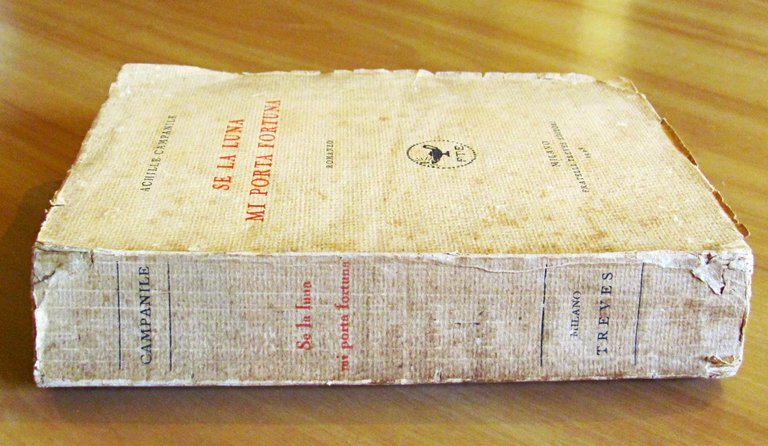 ACHILLE CAMPANILE
SE LA LUNA
MI PORTA FORTUNA
ROMANZO
FTE
MILANO
FRATELLI TREVES EDITORI
CAMPANILE
Se la luna
mi porta fortuna
MILANO
TREVES